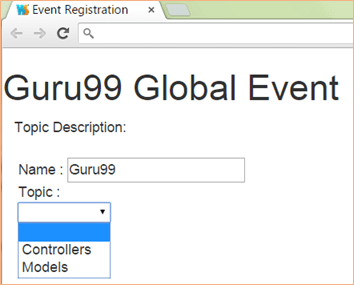 Event Registration
Guru99 Global Event
Topic Description:
Name : Guru99
Topic :
Controllers
Models